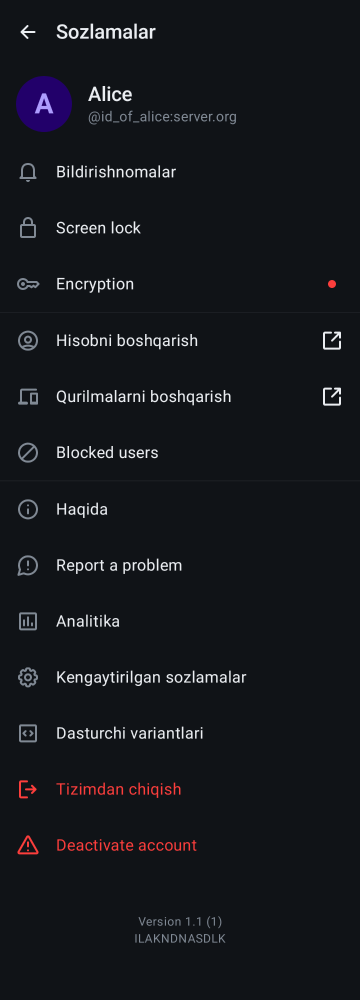 Sozlamalar
A
Alice
@id_of_alice:server.org
Bildirishnomalar
Screen lock
Encryption
Hisobni boshqarish
Qurilmalarni boshqarish
Blocked users
Haqida
Report a problem
Analitika
Kengaytirilgan sozlamalar
Dasturchi variantlari
Tizimdan chiqish
Deactivate account
Version 1.1 (1)
ILAKNDNASDLK